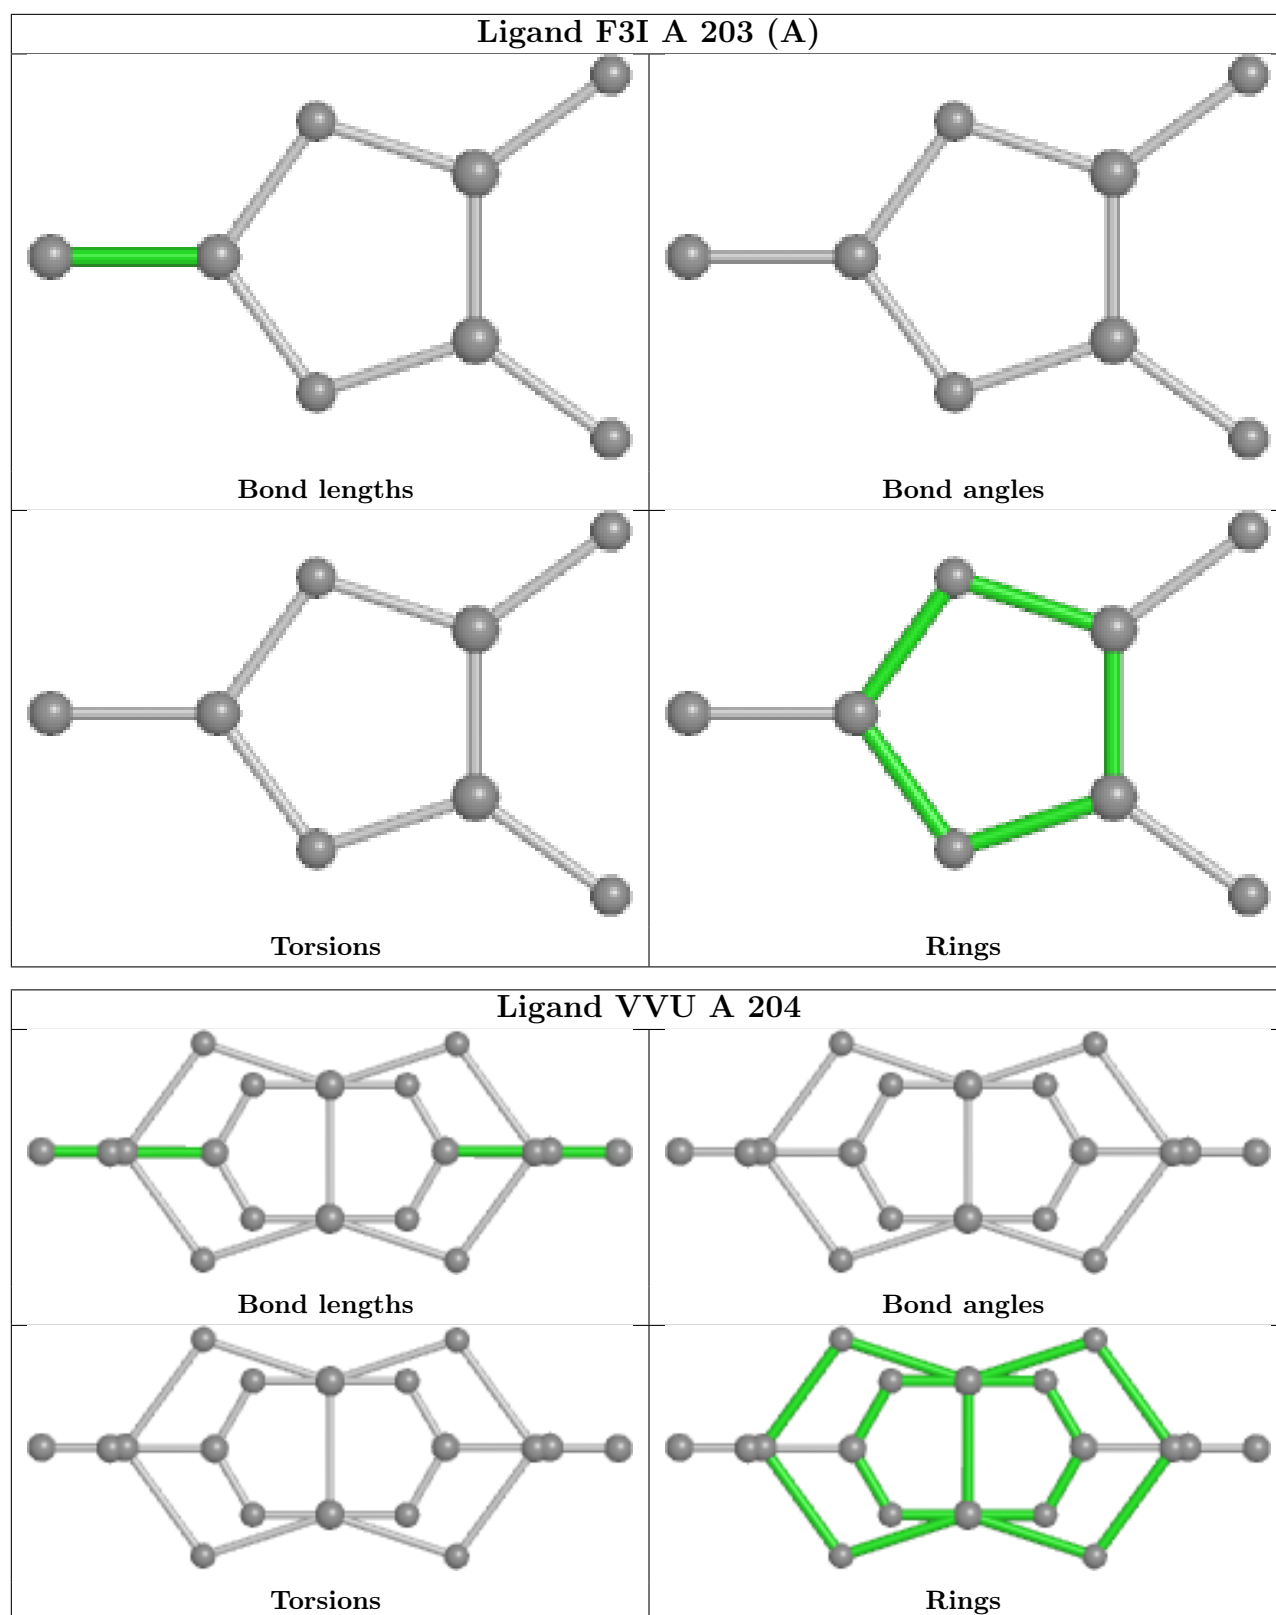 Ligand F3I A 203 (A)
Bond lengths
Bond angles
Torsions
Rings
Ligand VVU A 204
Bond lengths
Bond angles
Torsions
Rings